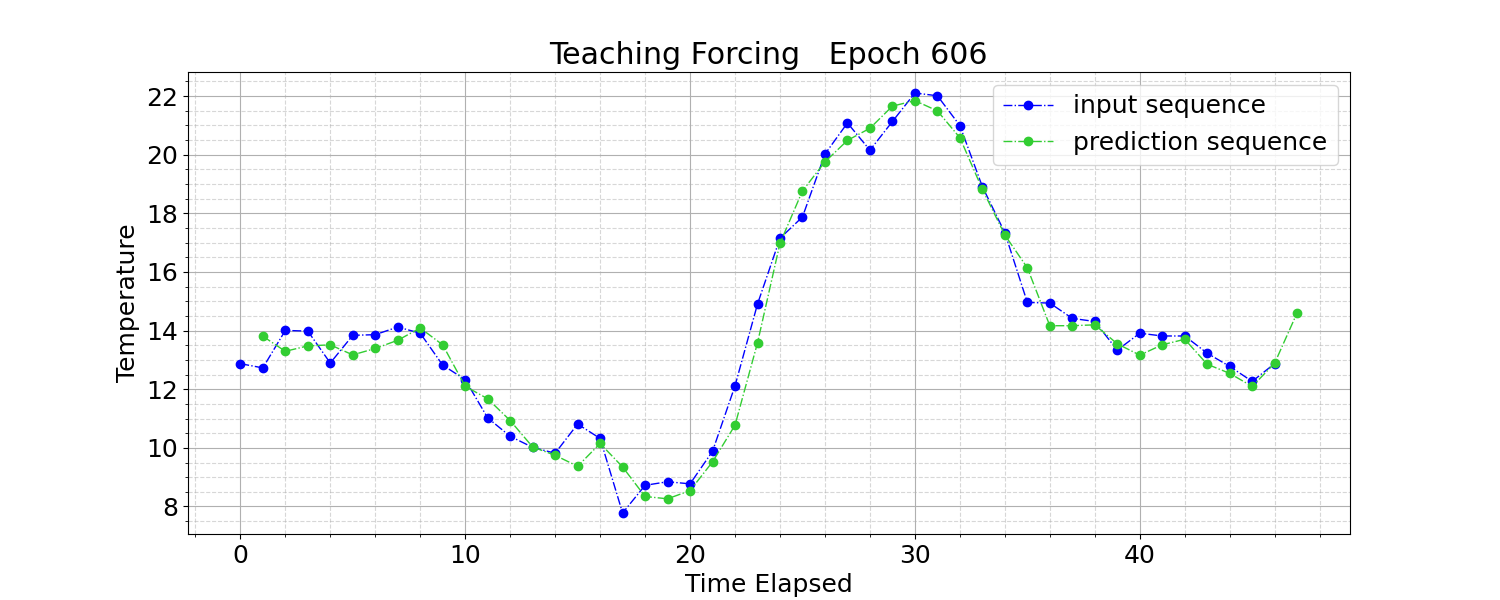 Teaching Forcing   Epoch 606
input sequence
prediction sequence
Temperature
22
20
18
16
14
12
10
8
0 10 20 30 40
Time Elapsed